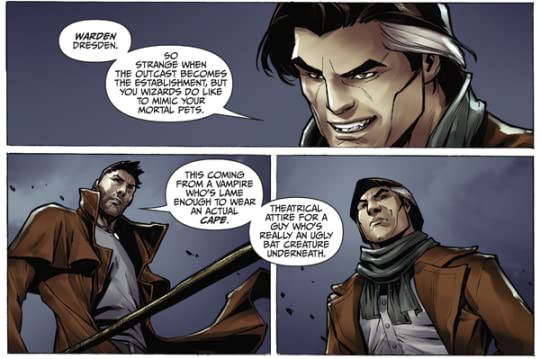 WARDEN
DRESDEN.
SO
STRANGE WHEN
THE OUTCAST BECOMES
THE ESTABLISHMENT, BUT
YOU WIZARDS DO LIKE
TO MIMIC YOUR
MORTAL PETS.
THIS COMING
FROM A VAMPIRE
WHO'S LAME
ENOUGH TO WEAR
AN ACTUAL
CAPE.
THEATRICAL
ATTIRE FOR A
GUY WHO'S
REALLY AN UGLY
BAT CREATURE
UNDERNEATH.